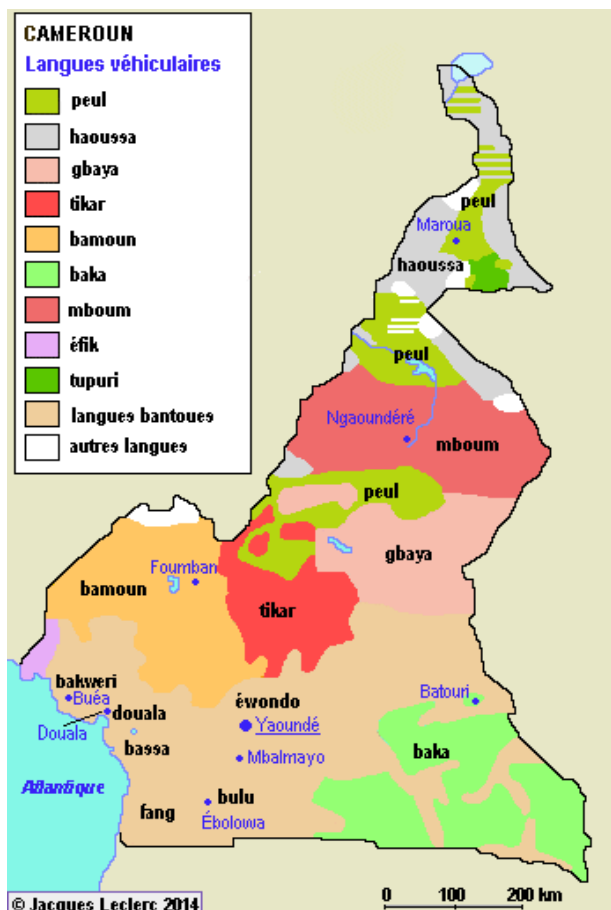 CAMEROUN
Langues véhiculaires
peul
haoussa
gbaya
tikar
bamoun
baka
mboum
éfik
tupuri
langues bantoues
autres langues
peul
Maroua
haoussa
peul
Ngaoundéré
mboum
peul
gbaya
Foumban
bamoun
tikar
bakweri
Buéa
douala
Douala
bassa
éwondo
Yaoundé
Batouri
baka
Mbalmayo
Atlantique
bulu
fang
Ébolowa
0 100 200 km
© Jacques Leclerc 2014